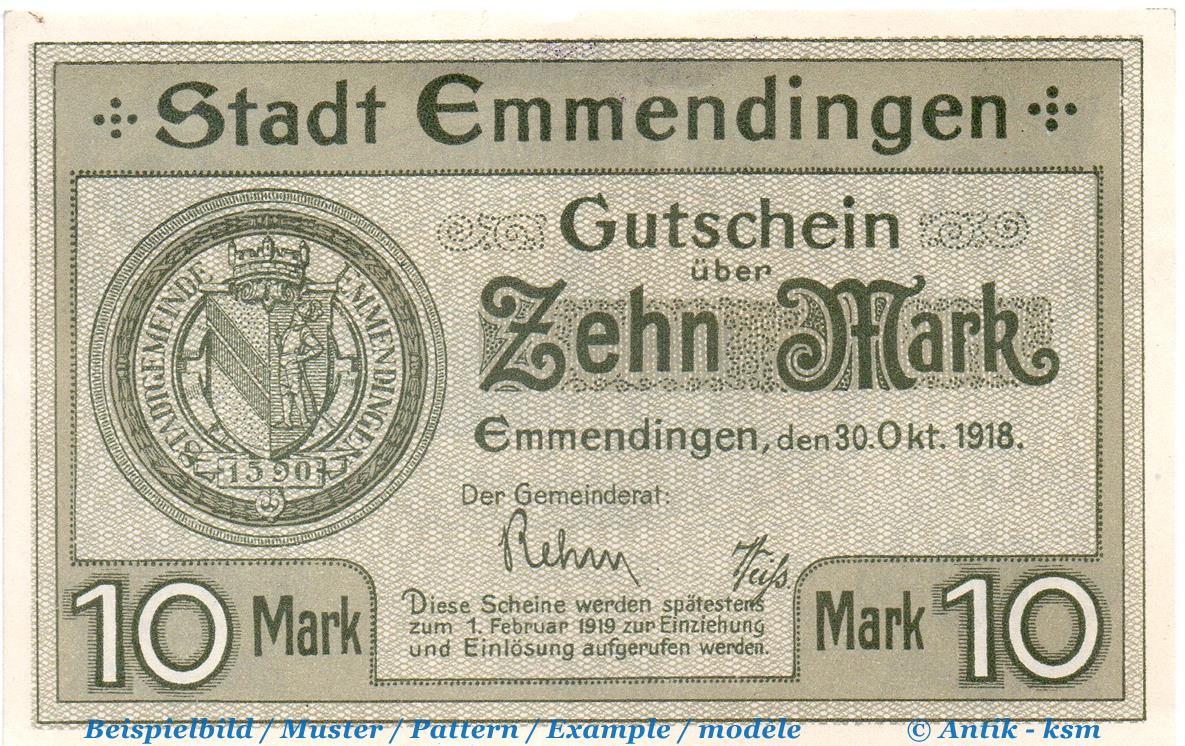 Stadt Emmendingen
STADTGEMEINDE EMMENDINGEN
1590
Gutschein
über
Zehn Mark
Emmendingen, den 30. Okt. 1918.
Der Gemeinderat:
Rehm Weiß
Diese Scheine werden spätestens
zum 1. Februar 1919 zur Einziehung
und Einlösung aufgerufen werden.
10 Mark
Mark 10
Beispielbild / Muster / Pattern / Example / modèle © Antik - ksm